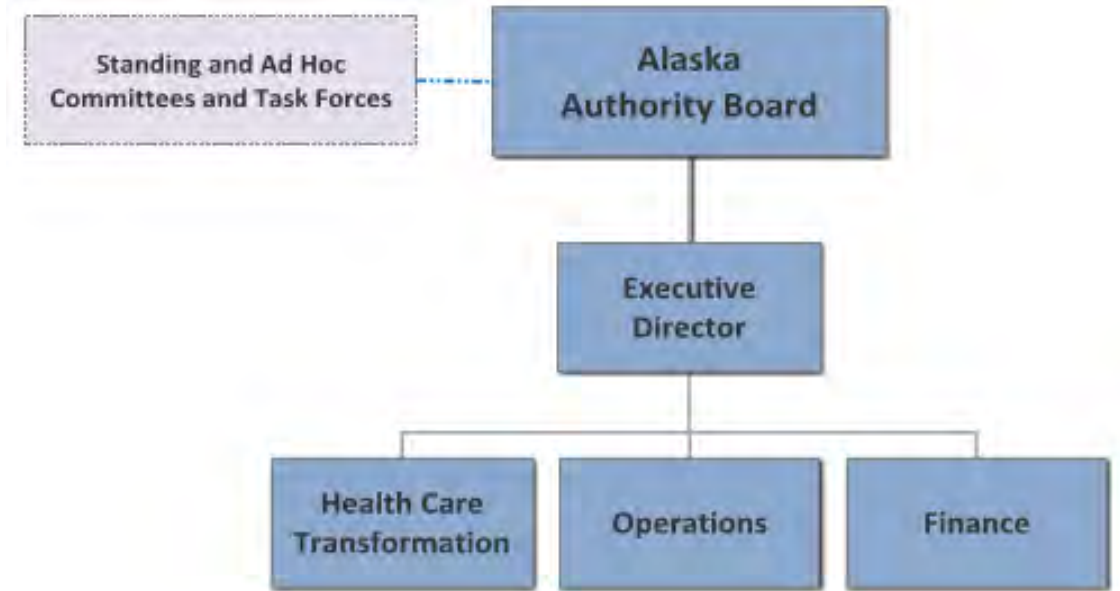 Standing and Ad Hoc
Committees and Task Forces
Alaska
Authority Board
Executive
Director
Health Care
Transformation
Operations
Finance